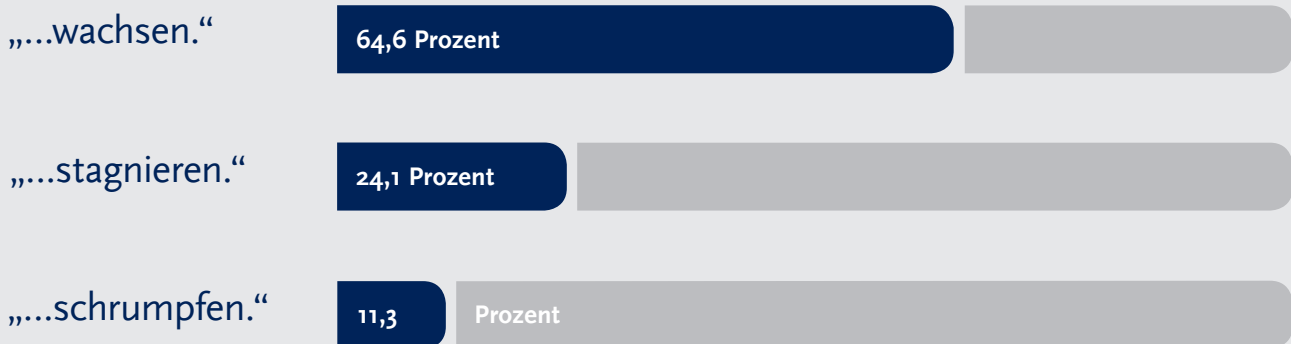 „...wachsen.“ 64,6 Prozent
„...stagnieren.“ 24,1 Prozent
„...schrumpfen.“ 11,3 Prozent